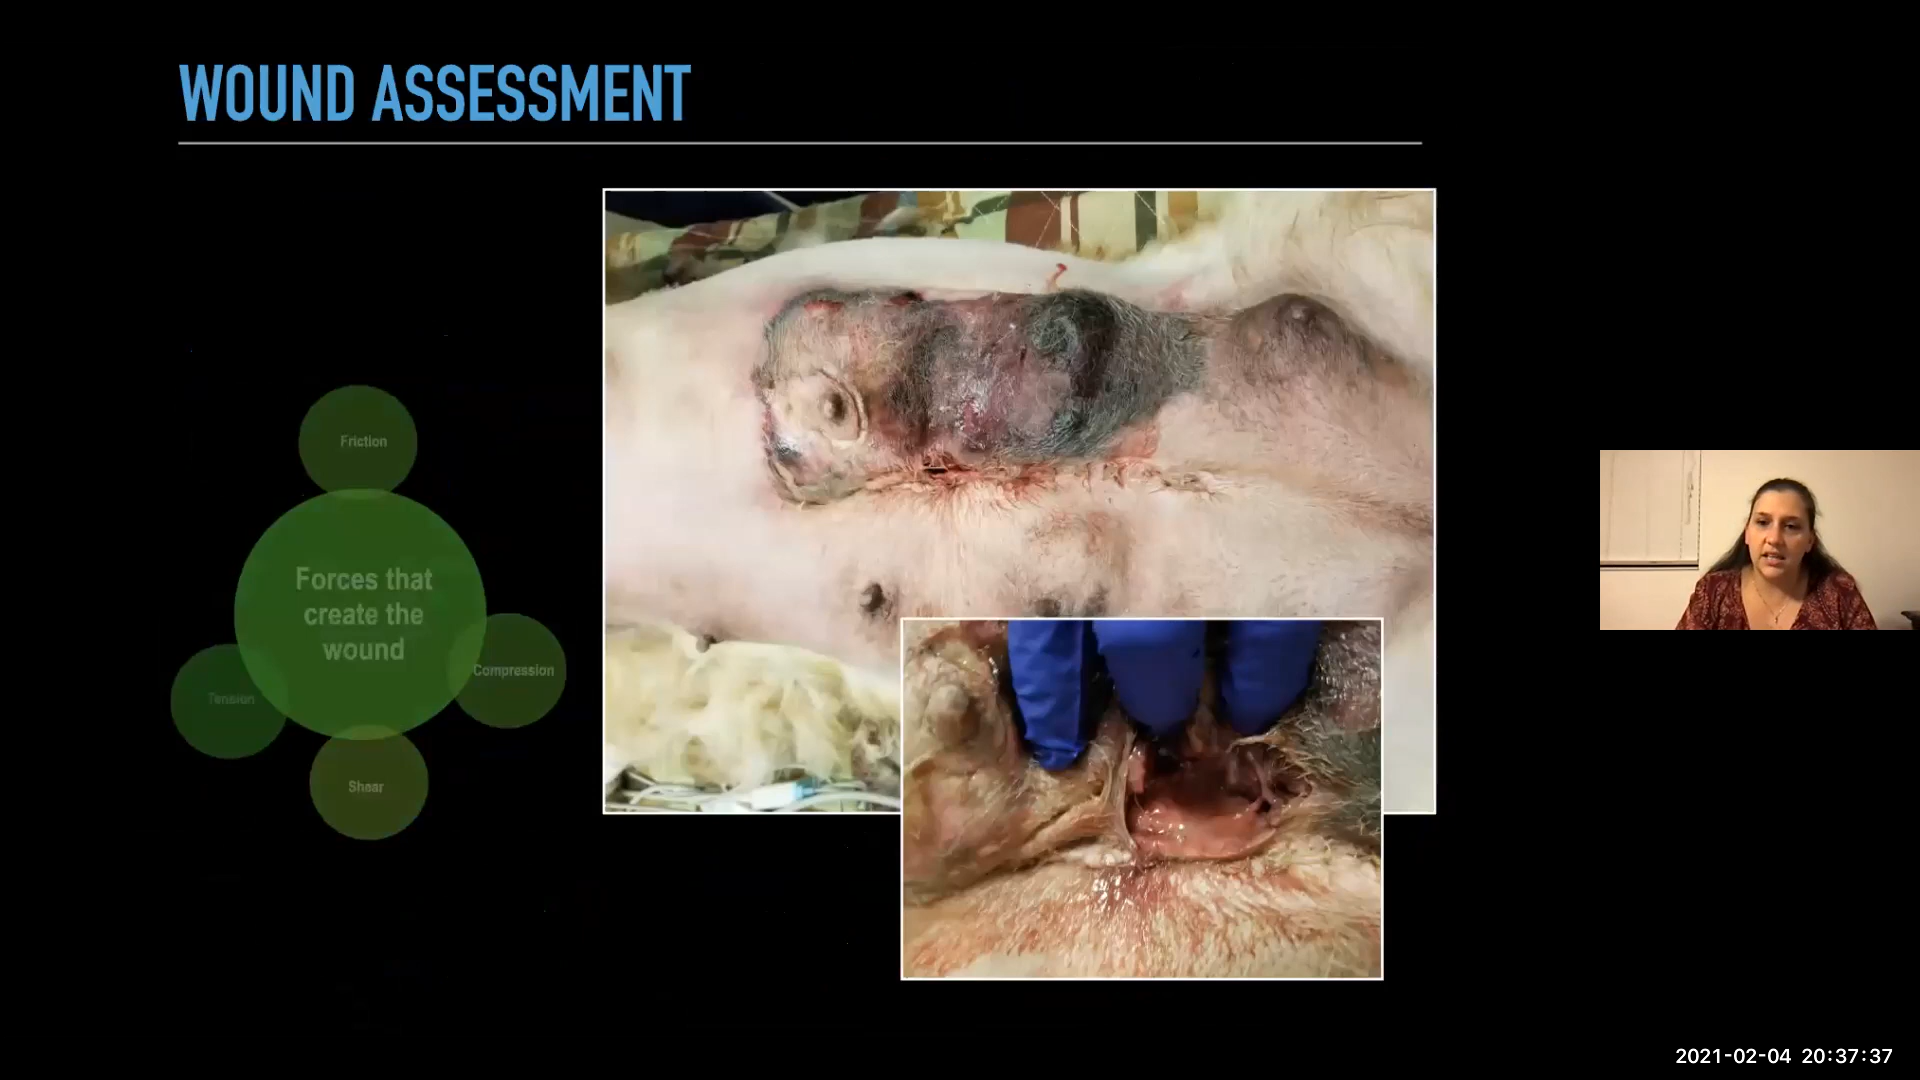 WOUND ASSESSMENT
Friction
Forces that
create the
wound
Compression
Tension
Shear
2021-02-04 20:37:37